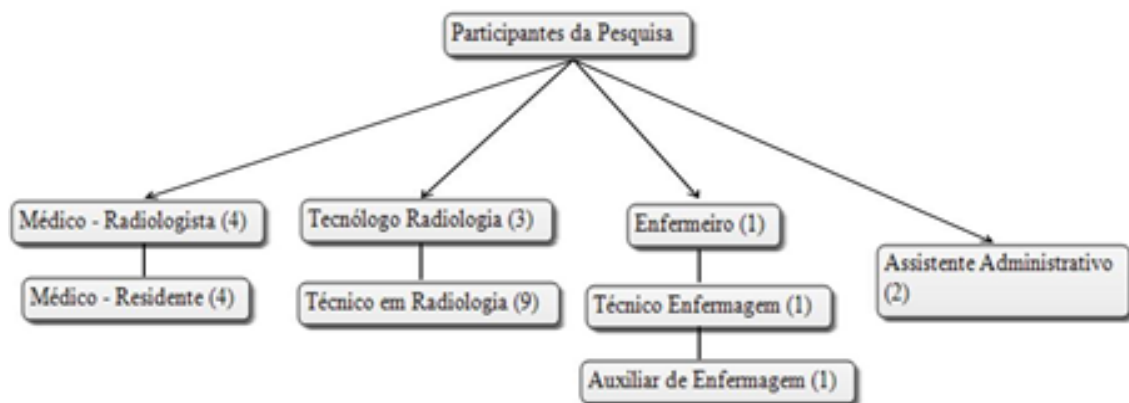 Participantes da Pesquisa
Médico - Radiologista (4)
Médico - Residente (4)
Tecnólogo Radiologia (3)
Técnico em Radiologia (9)
Enfermeiro (1)
Técnico Enfermagem (1)
Auxiliar de Enfermagem (1)
Assistente Administrativo
(2)